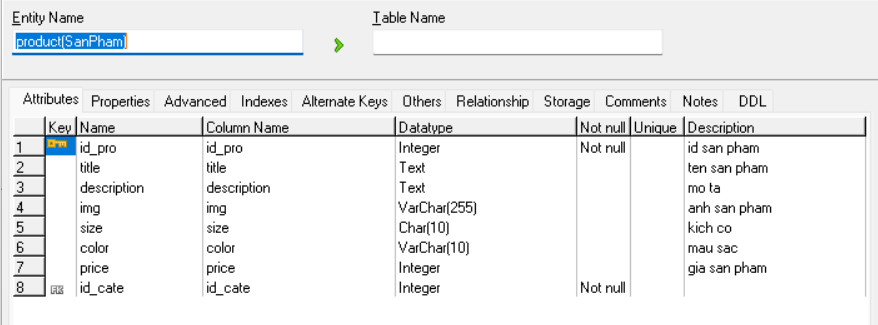 Entity Name Table Name
product(SanPham)
Attributes Properties Advanced Indexes Alternate Keys Others Relationship Storage Comments Notes DDL
Key Name Column Name Datatype Not null Unique Description
1 id_pro id_pro Integer Not null id san pham
2 title title Text ten san pham
3 description description Text mo ta
4 img img VarChar(255) anh san pham
5 size size Char(10) kich co
6 color color VarChar(10) mau sac
7 price price Integer gia san pham
8 FK id_cate id_cate Integer Not null